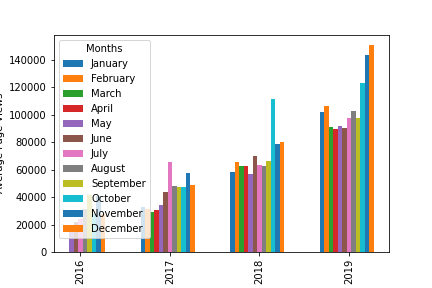 Months
January
February
March
April
May
June
July
August
September
October
November
December
140000
120000
100000
80000
60000
40000
20000
0
Average Page Views
2016
2017
2018
2019